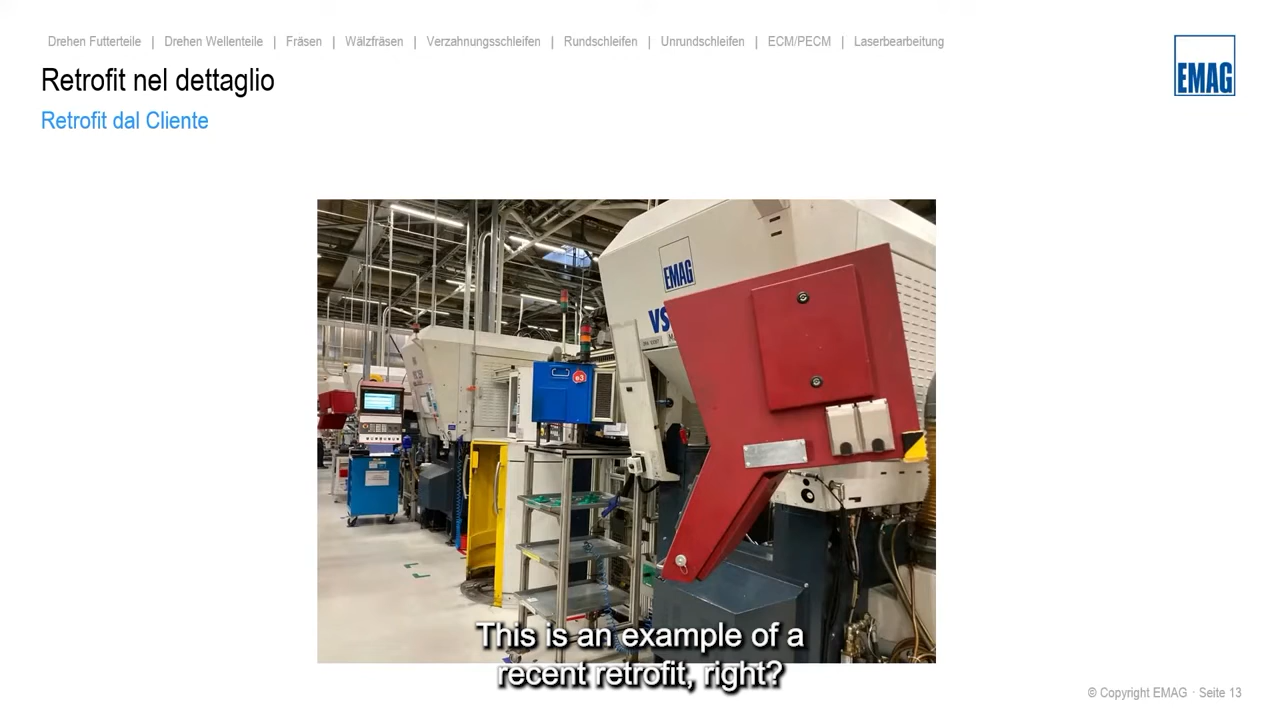 Drehen Futterteile | Drehen Wellenteile | Fräsen | Wälzfräsen | Verzahnungsschleifen | Rundschleifen | Unrundschleifen | ECM/PECM | Laserbearbeitung
EMAG
Retrofit nel dettaglio
Retrofit dal Cliente
EMAG
VS
This is an example of a
recent retrofit, right?
© Copyright EMAG · Seite 13